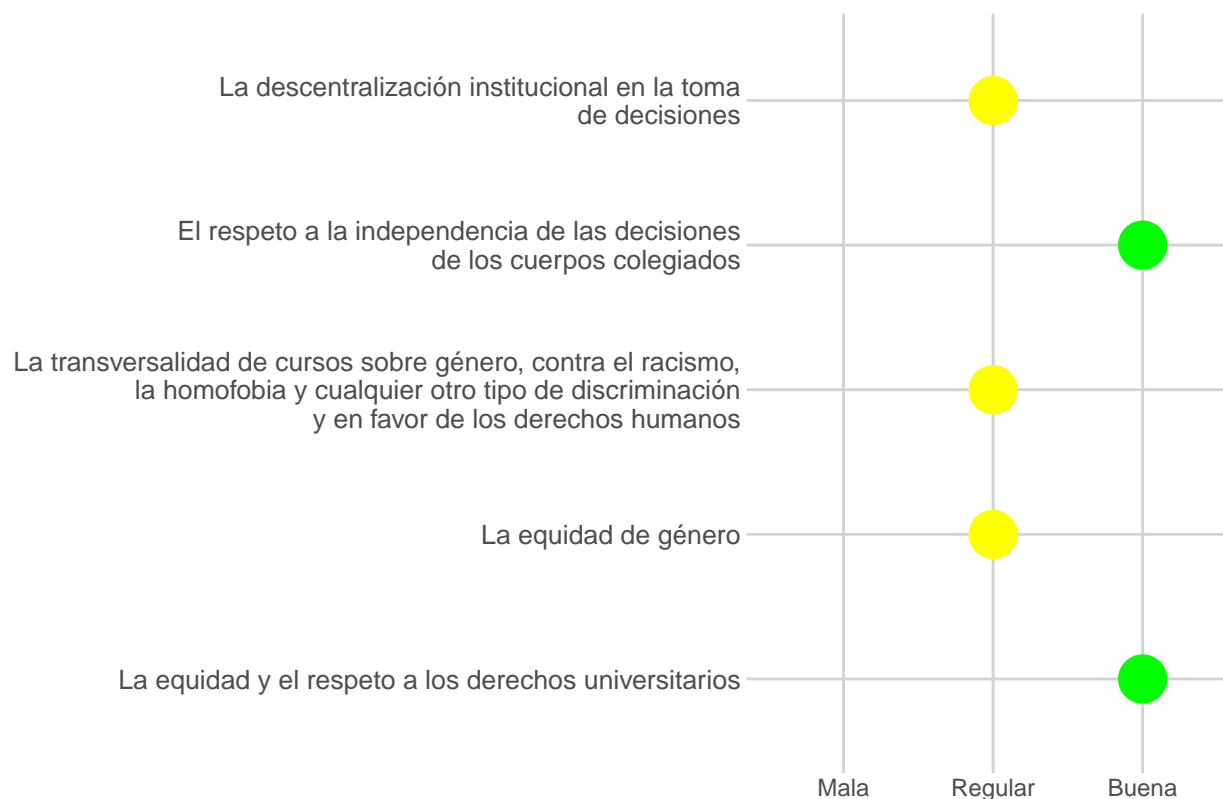 La descentralización institucional en la toma
de decisiones
El respeto a la independencia de las decisiones
de los cuerpos colegiados
La transversalidad de cursos sobre género, contra el racismo,
la homofobia y cualquier otro tipo de discriminación
y en favor de los derechos humanos
La equidad de género
La equidad y el respeto a los derechos universitarios
Mala Regular Buena